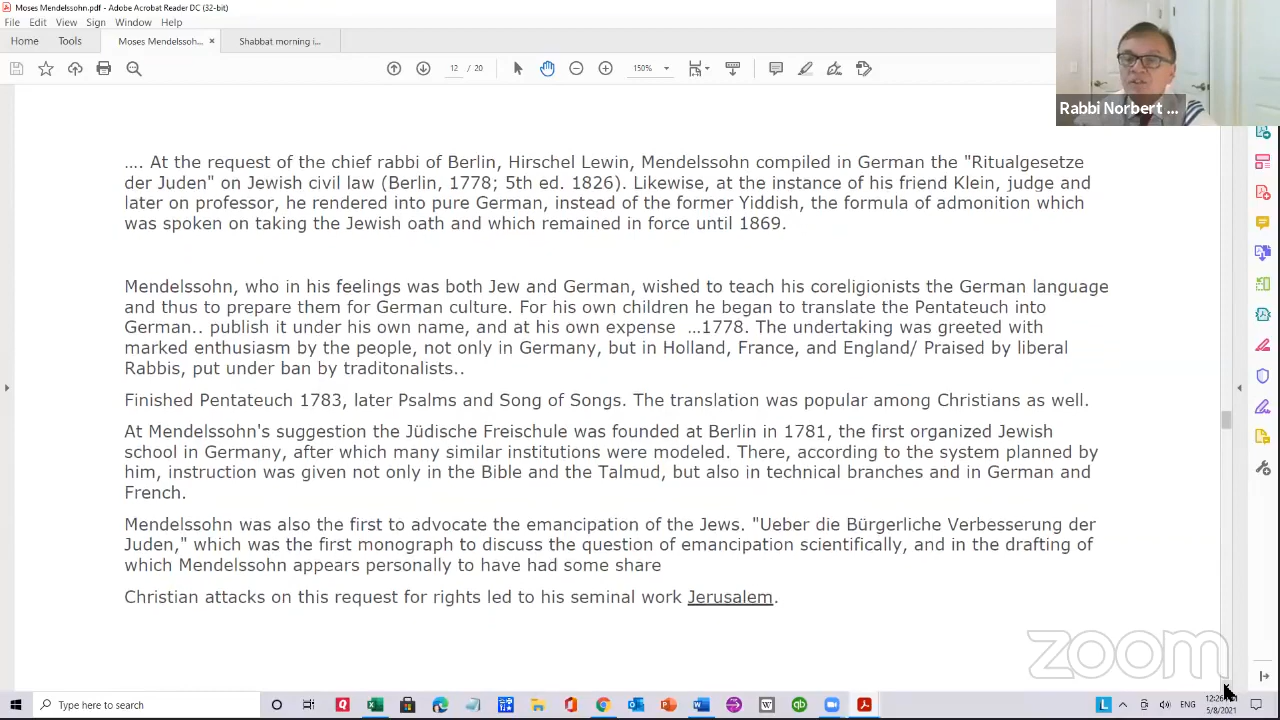 Moses Mendelssohn.pdf - Adobe Acrobat Reader DC (32-bit)
File Edit View Sign Window Help
Home Tools Moses Mendelssoh... × Shabbat morning i...
12 / 20 150%
Rabbi Norbert ...
.... At the request of the chief rabbi of Berlin, Hirschel Lewin, Mendelssohn compiled in German the "Ritualgesetze
der Juden" on Jewish civil law (Berlin, 1778; 5th ed. 1826). Likewise, at the instance of his friend Klein, judge and
later on professor, he rendered into pure German, instead of the former Yiddish, the formula of admonition which
was spoken on taking the Jewish oath and which remained in force until 1869.
Mendelssohn, who in his feelings was both Jew and German, wished to teach his coreligionists the German language
and thus to prepare them for German culture. For his own children he began to translate the Pentateuch into
German.. publish it under his own name, and at his own expense ...1778. The undertaking was greeted with
marked enthusiasm by the people, not only in Germany, but in Holland, France, and England/ Praised by liberal
Rabbis, put under ban by traditonalists..
Finished Pentateuch 1783, later Psalms and Song of Songs. The translation was popular among Christians as well.
At Mendelssohn's suggestion the Jüdische Freischule was founded at Berlin in 1781, the first organized Jewish
school in Germany, after which many similar institutions were modeled. There, according to the system planned by
him, instruction was given not only in the Bible and the Talmud, but also in technical branches and in German and
French.
Mendelssohn was also the first to advocate the emancipation of the Jews. "Ueber die Bürgerliche Verbesserung der
Juden," which was the first monograph to discuss the question of emancipation scientifically, and in the drafting of
which Mendelssohn appears personally to have had some share
Christian attacks on this request for rights led to his seminal work Jerusalem.
zoom
Type here to search
ENG
5/8/2021